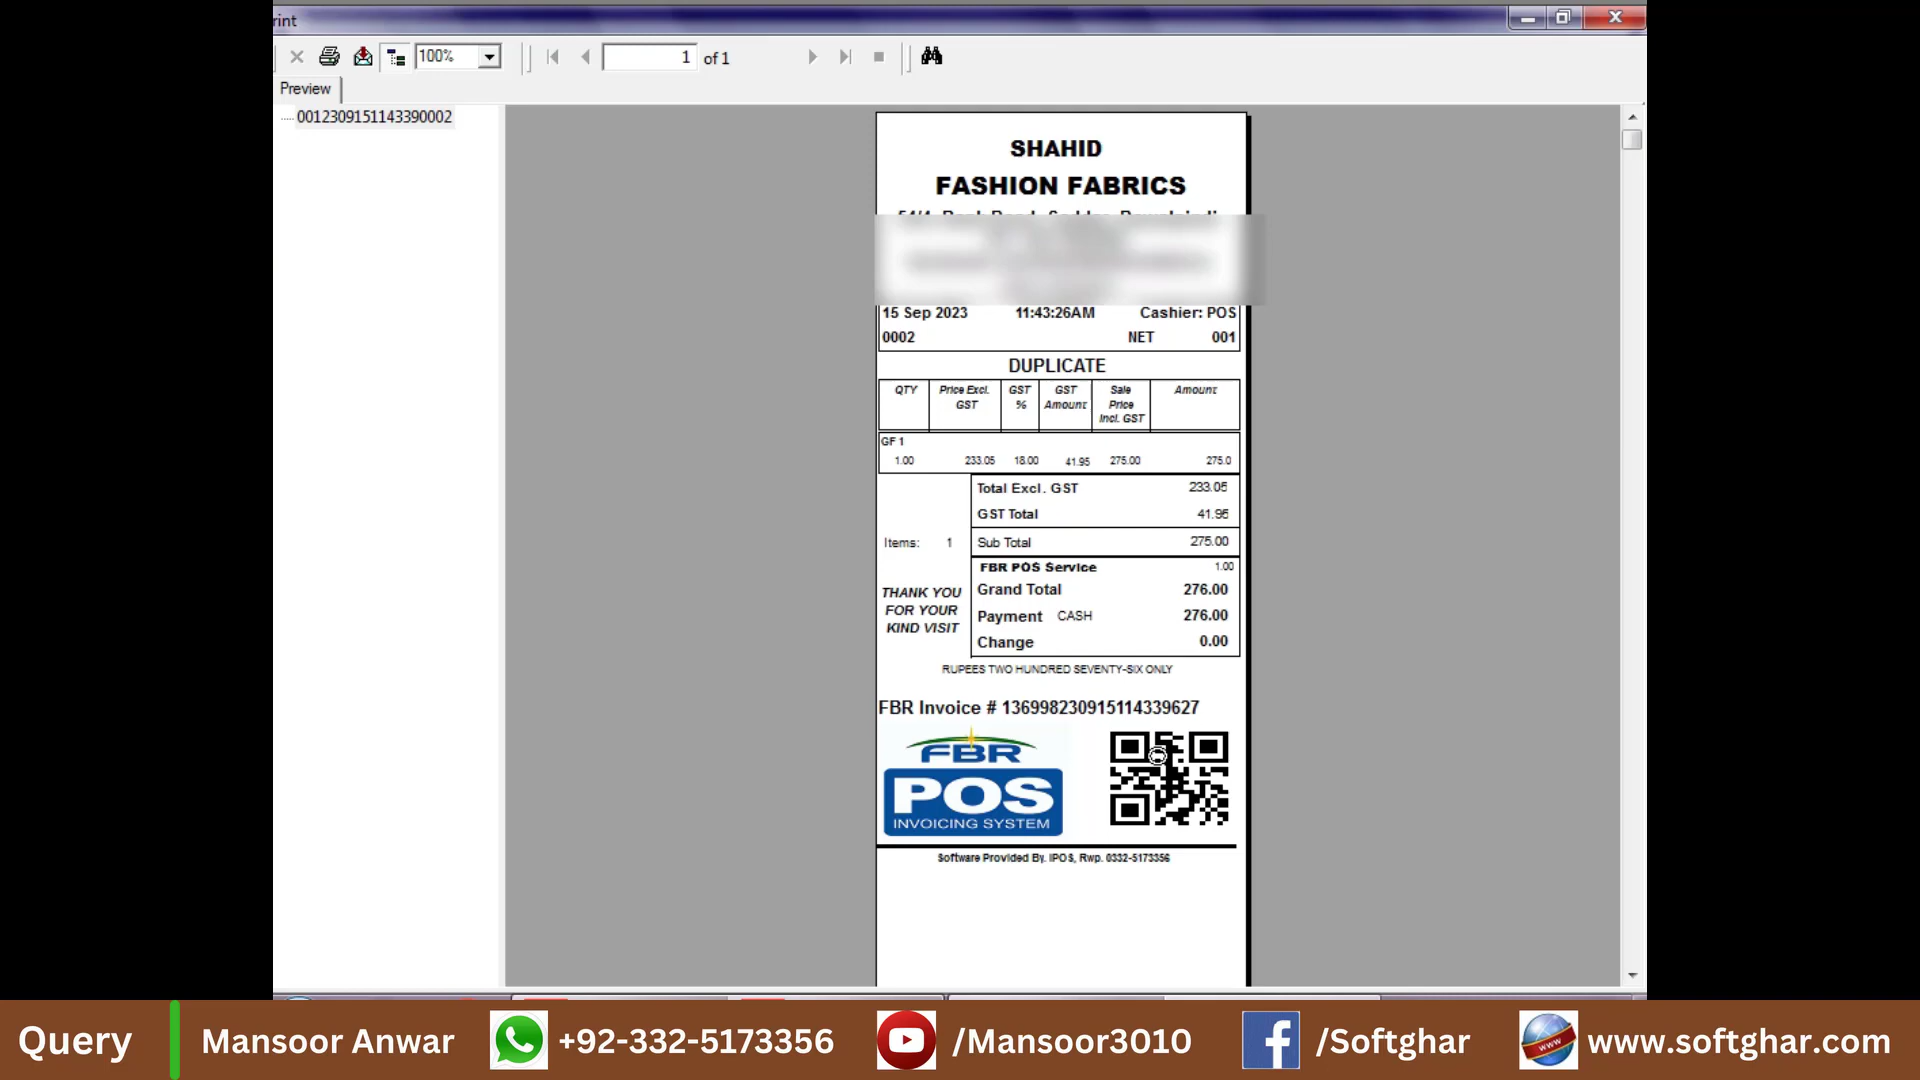 rint
100%
1 of 1
Preview
0012309151143390002
SHAHID
FASHION FABRICS
15 Sep 2023 11:43:26AM Cashier: POS
0002 NET 001
DUPLICATE
QTY Price Excl. GST GST % GST Amount Sale Price Incl. GST Amount
GF 1
1.00 233.05 18.00 41.95 275.00 275.0
Total Excl. GST 233.05
GST Total 41.95
Items: 1 Sub Total 275.00
FBR POS Service 1.00
Grand Total 276.00
Payment CASH 276.00
Change 0.00
THANK YOU
FOR YOUR
KIND VISIT
RUPEES TWO HUNDRED SEVENTY-SIX ONLY
FBR Invoice # 136998230915114339627
FBR
POS
INVOICING SYSTEM
Software Provided By. IPOS, Rwp. 0332-5173356
Query Mansoor Anwar +92-332-5173356 /Mansoor3010 /Softghar www.softghar.com